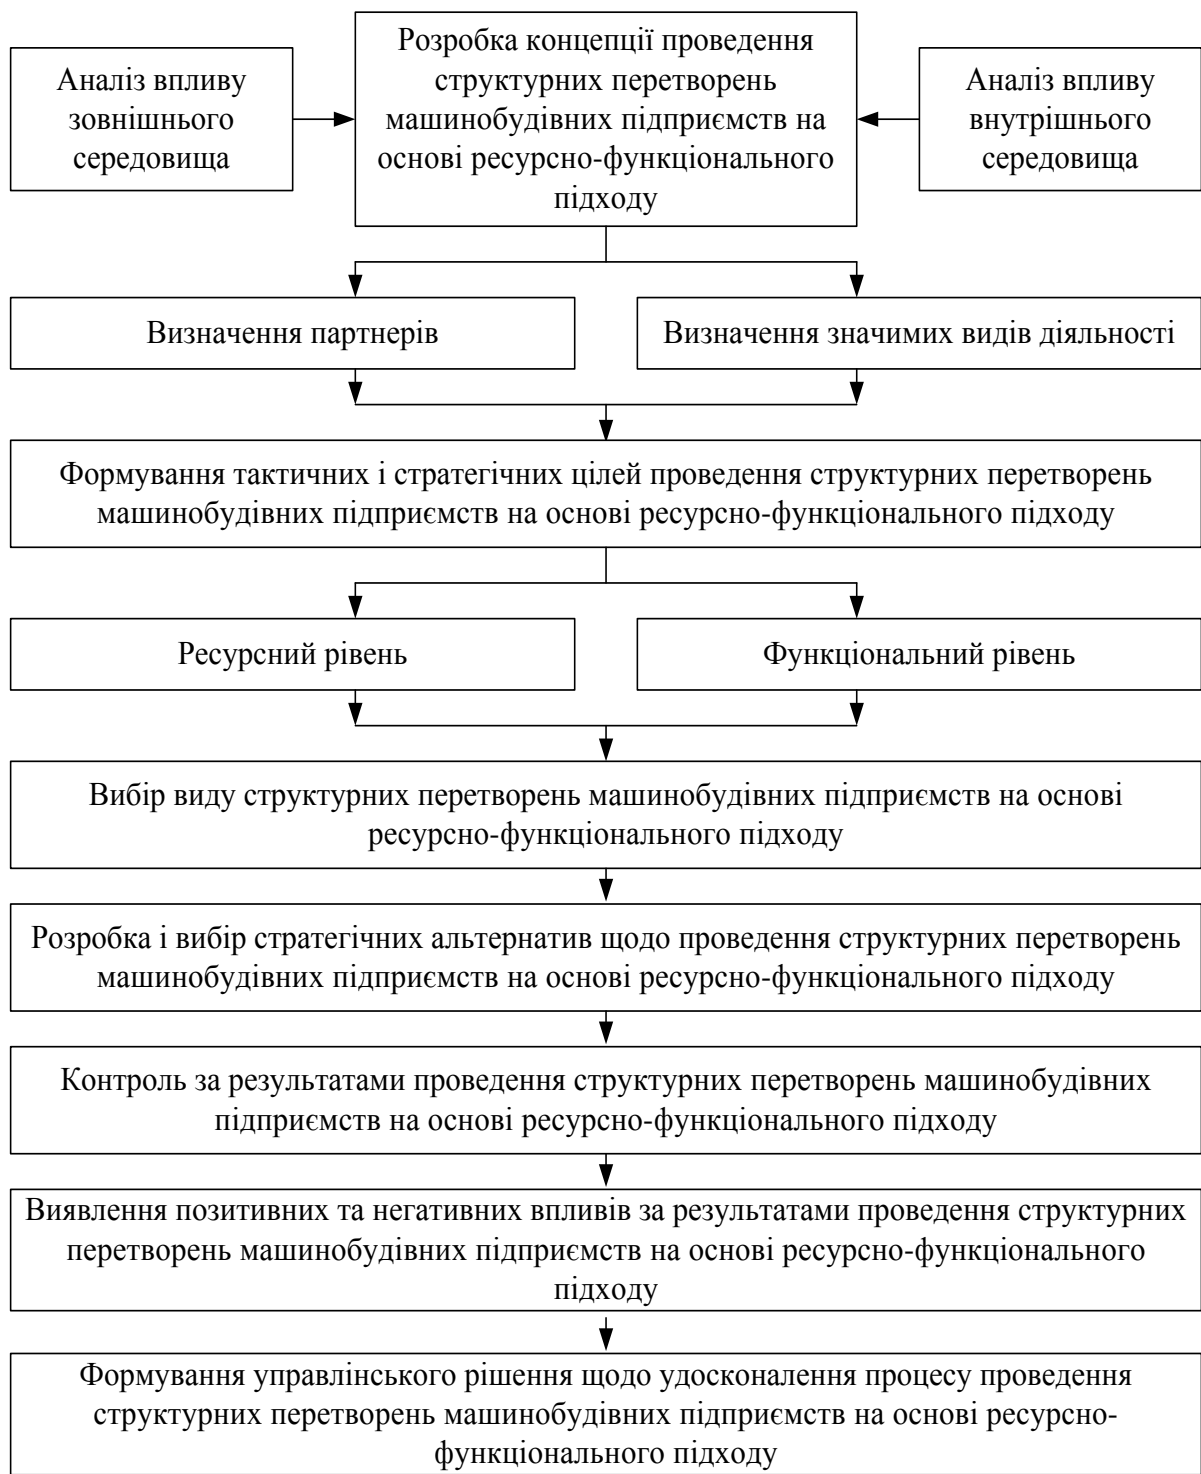 Аналіз впливу
зовнішнього
середовища
Розробка концепції проведення
структурних перетворень
машинобудівних підприємств на
основі ресурсно-функціонального
підходу
Аналіз впливу
внутрішнього
середовища
Визначення партнерів
Визначення значимих видів діяльності
Формування тактичних і стратегічних цілей проведення структурних перетворень
машинобудівних підприємств на основі ресурсно-функціонального підходу
Ресурсний рівень
Функціональний рівень
Вибір виду структурних перетворень машинобудівних підприємств на основі
ресурсно-функціонального підходу
Розробка і вибір стратегічних альтернатив щодо проведення структурних перетворень
машинобудівних підприємств на основі ресурсно-функціонального підходу
Контроль за результатами проведення структурних перетворень машинобудівних
підприємств на основі ресурсно-функціонального підходу
Виявлення позитивних та негативних впливів за результатами проведення структурних
перетворень машинобудівних підприємств на основі ресурсно-функціонального
підходу
Формування управлінського рішення щодо удосконалення процесу проведення
структурних перетворень машинобудівних підприємств на основі ресурсно-
функціонального підходу